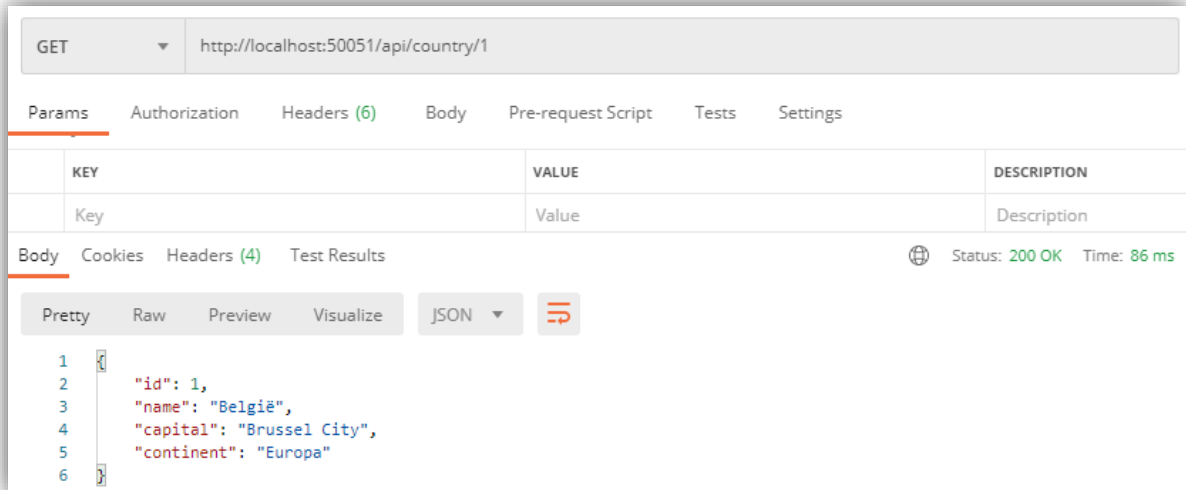 GET http://localhost:50051/api/country/1
Params Authorization Headers (6) Body Pre-request Script Tests Settings
KEY VALUE DESCRIPTION
Key Value Description
Body Cookies Headers (4) Test Results Status: 200 OK Time: 86 ms
Pretty Raw Preview Visualize JSON
1 {
2 "id": 1,
3 "name": "België",
4 "capital": "Brussel City",
5 "continent": "Europa"
6 }